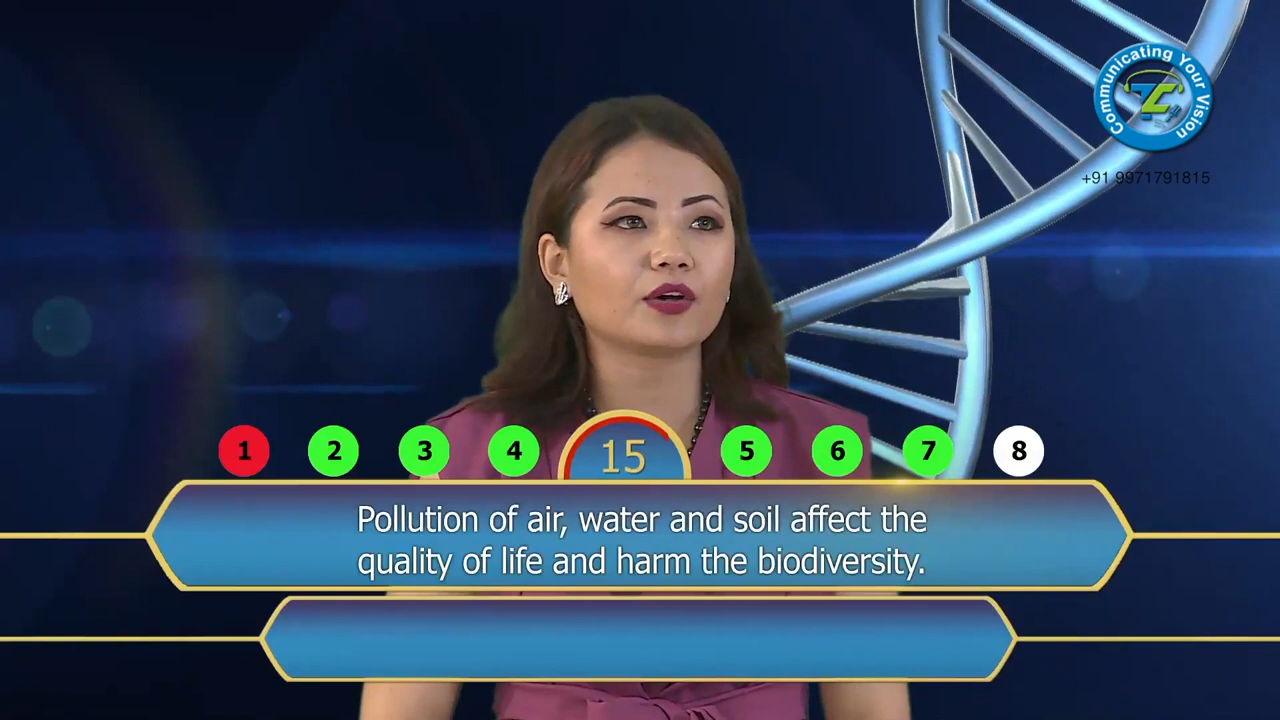 Communicating Your Vision
+91 9971791815
1 2 3 4 15 5 6 7 8
Pollution of air, water and soil affect the
quality of life and harm the biodiversity.